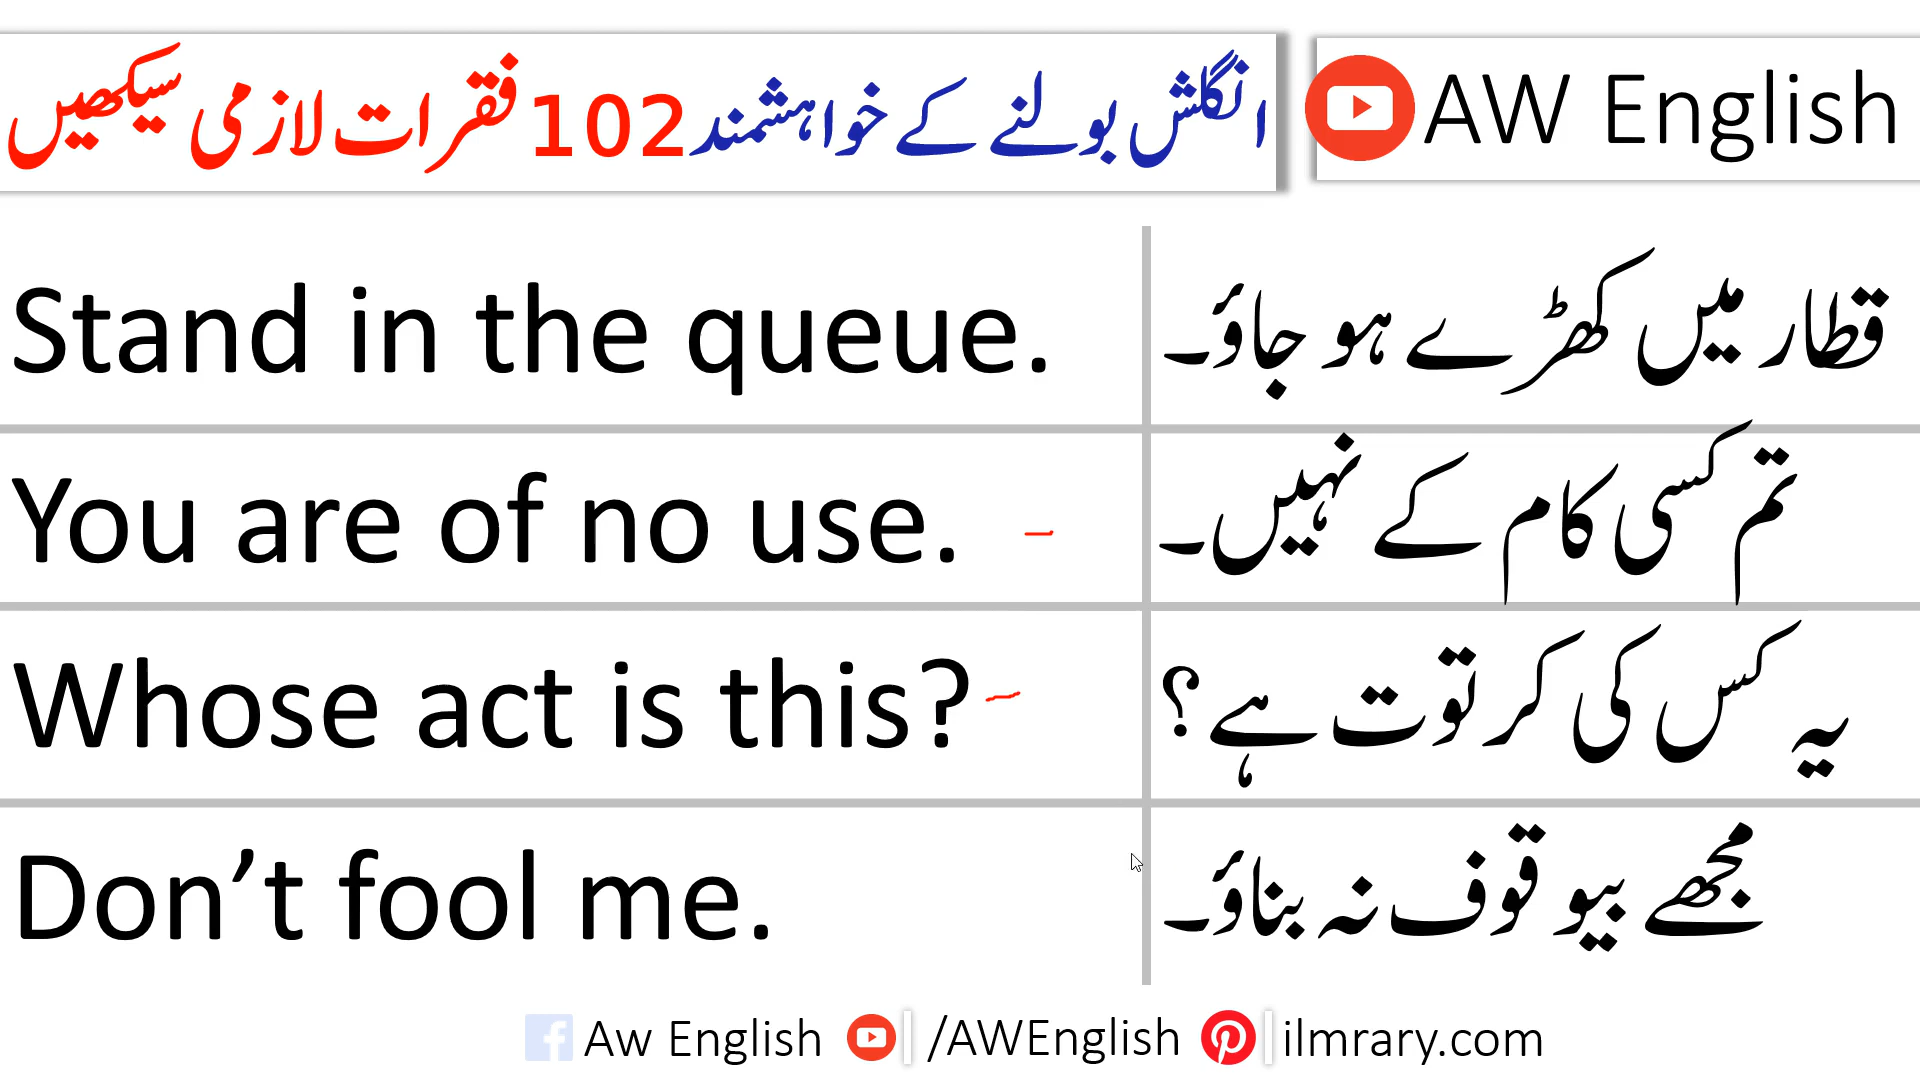 انگلش بولنے کے خواہشمند 102 فقرات لازمی سیکھیں
AW English
Stand in the queue.
قطار میں کھڑے ہو جاؤ۔
You are of no use.
تم کسی کام کے نہیں۔
Whose act is this?
یہ کس کی کرتوت ہے؟
Don’t fool me.
مجھے بیوقوف نہ بناؤ۔
Aw English /AWEnglish ilmrary.com